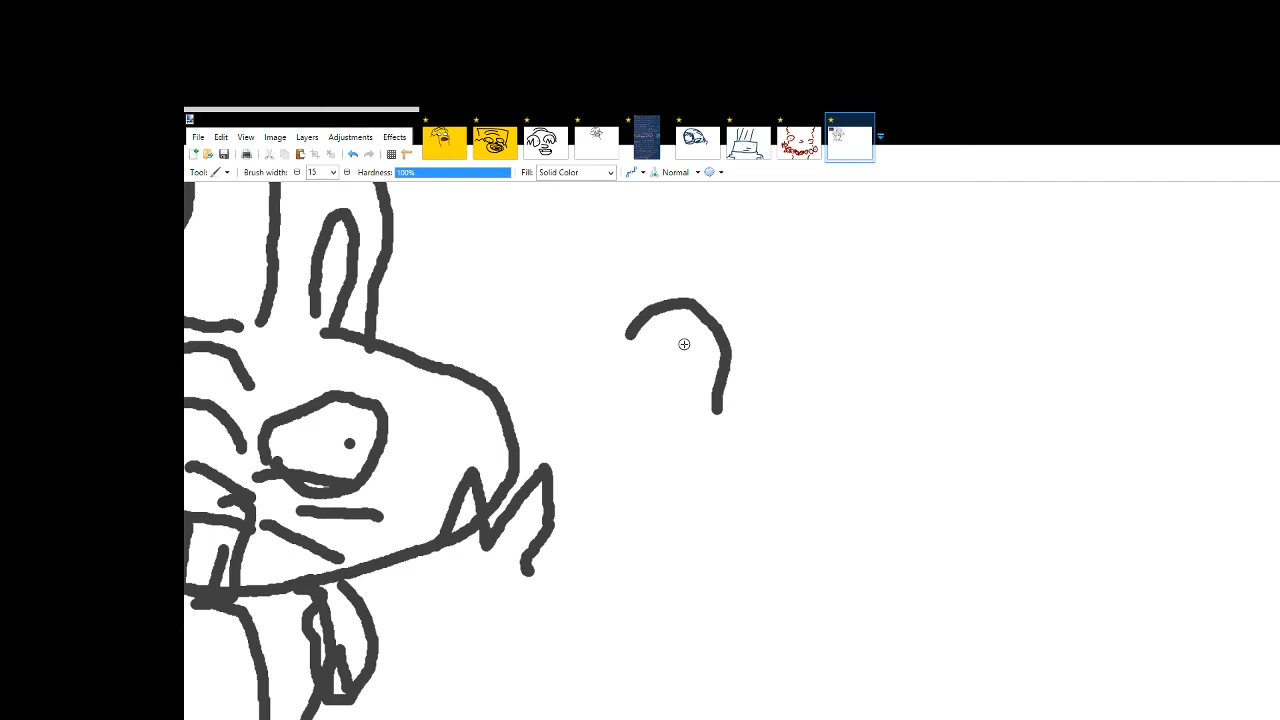 File Edit View Image Layers Adjustments Effects
Tool: Brush width: 15 Hardness: 100% Fill: Solid Color Normal